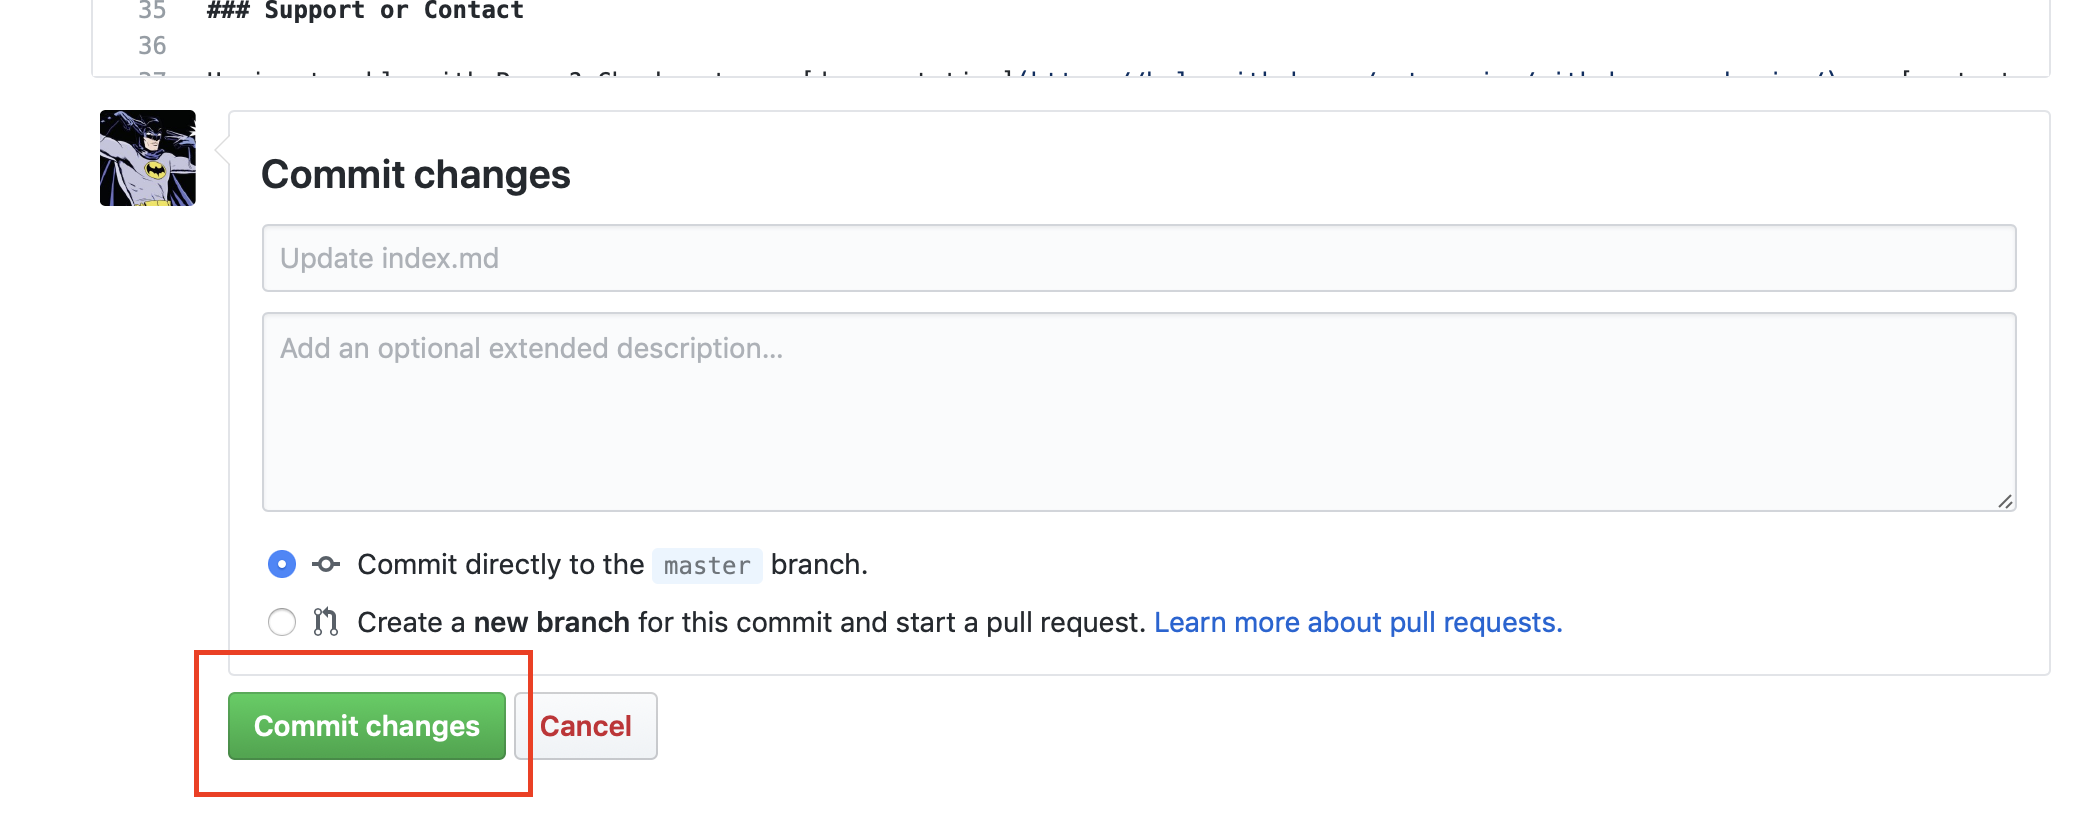 35 ### Support or Contact
36
Commit changes
Update index.md
Add an optional extended description...
Commit directly to the master branch.
Create a new branch for this commit and start a pull request. Learn more about pull requests.
Commit changes Cancel